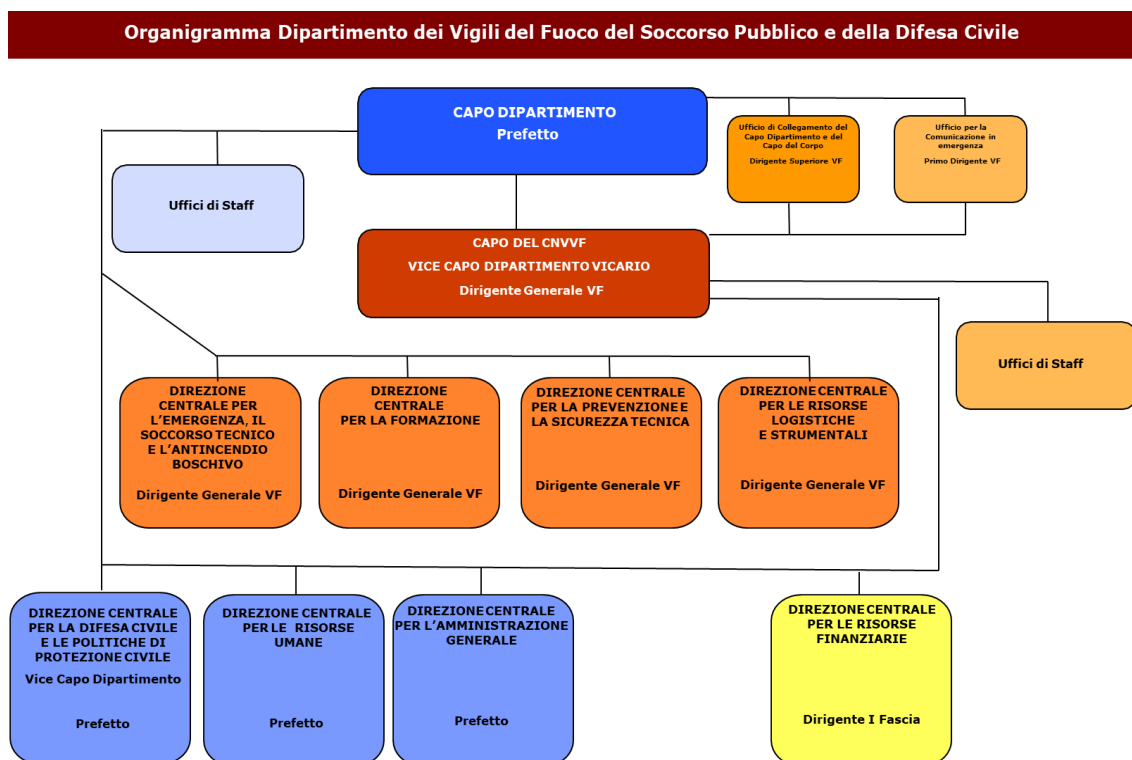 Organigramma Dipartimento dei Vigili del Fuoco del Soccorso Pubblico e della Difesa Civile
CAPO DIPARTIMENTO
Prefetto
Ufficio di Collegamento del
Capo Dipartimento e del
Capo del Corpo
Dirigente Superiore VF
Ufficio per la
Comunicazione in
emergenza
Primo Dirigente VF
Uffici di Staff
CAPO DEL CNVVF
VICE CAPO DIPARTIMENTO VICARIO
Dirigente Generale VF
Uffici di Staff
DIREZIONE
CENTRALE PER
L'EMERGENZA, IL
SOCCORSO TECNICO
E L'ANTINCENDIO
BOSCHIVO
Dirigente Generale VF
DIREZIONE
CENTRALE
PER LA FORMAZIONE
Dirigente Generale VF
DIREZIONE CENTRALE
PER LA PREVENZIONE E
LA SICUREZZA TECNICA
Dirigente Generale VF
DIREZIONE CENTRALE
PER LE RISORSE
LOGISTICHE
E STRUMENTALI
Dirigente Generale VF
DIREZIONE CENTRALE
PER LA DIFESA CIVILE
E LE POLITICHE DI
PROTEZIONE CIVILE
Vice Capo Dipartimento
Prefetto
DIREZIONE CENTRALE
PER LE RISORSE
UMANE
Prefetto
DIREZIONE CENTRALE
PER L'AMMINISTRAZIONE
GENERALE
Prefetto
DIREZIONE CENTRALE
PER LE RISORSE
FINANZIARIE
Dirigente I Fascia